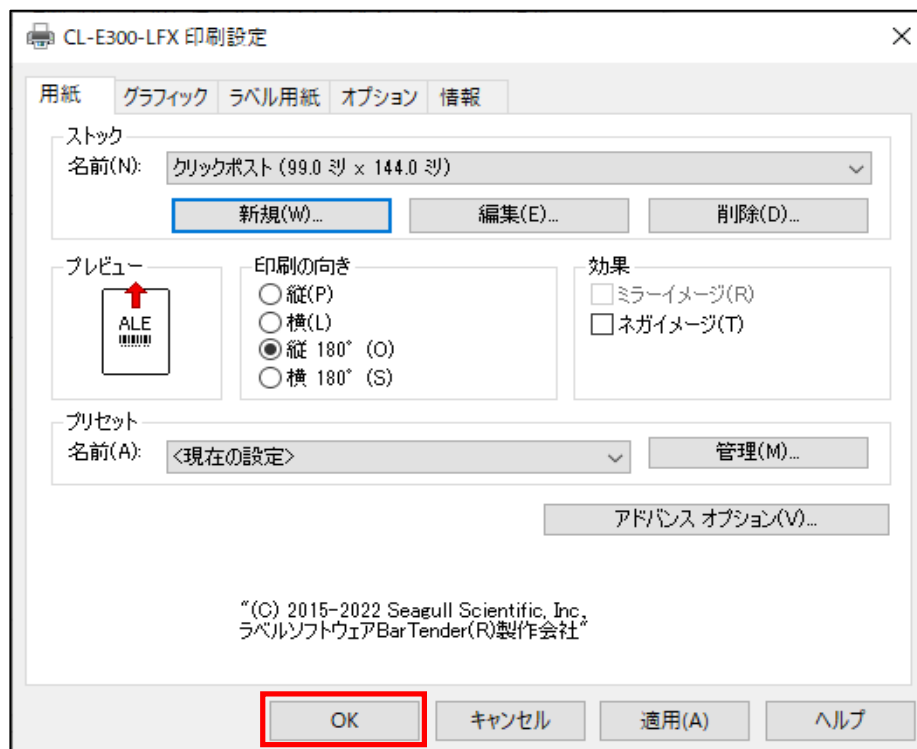 CL-E300-LFX 印刷設定
用紙 グラフィック ラベル用紙 オプション 情報
ストック
名前(N): クリックポスト (99.0 ミリ x 144.0 ミリ)
新規(W)... 編集(E)... 削除(D)...
プレビュー
ALE
印刷の向き
縦(P)
横(L)
縦 180° (O)
横 180° (S)
効果
ミラーイメージ(R)
ネガイメージ(T)
プリセット
名前(A): <現在の設定> 管理(M)...
アドバンス オプション(V)...
"(C) 2015-2022 Seagull Scientific, Inc.
ラベルソフトウェアBarTender(R)製作会社"
OK キャンセル 適用(A) ヘルプ